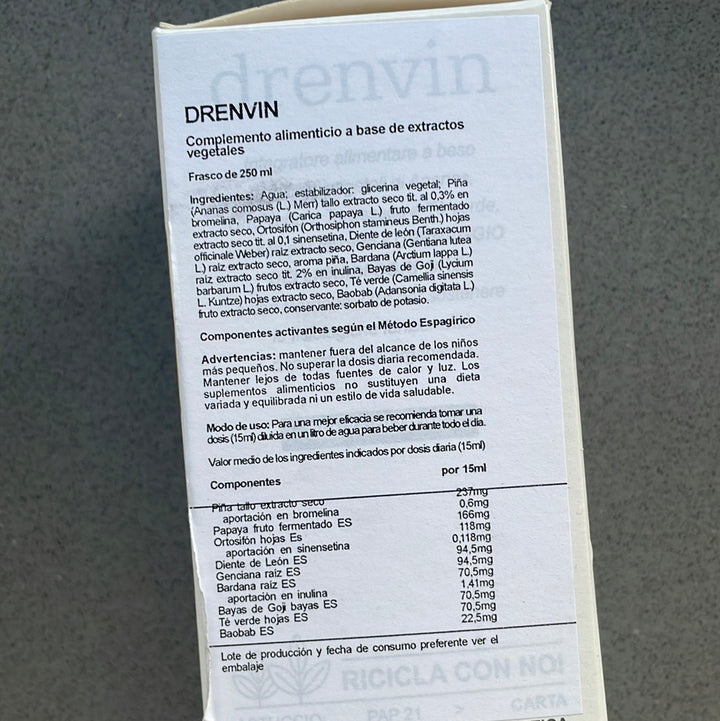 drenvin
DRENVIN
Complemento alimenticio a base de extractos
vegetales
Integratore alimentare a base
Frasco de 250 ml
Ingredientes: Agua; estabilizador: glicerina vegetal; Piña
(Ananas comosus (L.) Merr) tallo extracto seco tit. al 0,3% en
bromelina, Papaya (Carica papaya L.) fruto fermentado
extracto seco, Ortosifón (Orthosiphon stamineus Benth.) hojas
extracto seco tit. al 0,1 sinensetina, Diente de león (Taraxacum
officinale Weber) raiz extracto seco, Genciana (Gentiana lutea
L.) raiz extracto seco, aroma piña, Bardana (Arctium lappa L.)
raiz extracto seco tit. 2% en inulina, Bayas de Goji (Lycium
barbarum L.) frutos extracto seco, Té verde (Camellia sinensis
L. Kuntze) hojas extracto seco, Baobab (Adansonia digitata L.)
fruto extracto seco, conservante: sorbato de potasio.
Componentes activantes según el Método Espagirico
Advertencias: mantener fuera del alcance de los niños
más pequeños. No superar la dosis diaria recomendada.
Mantener lejos de todas fuentes de calor y luz. Los
suplementos alimenticios no sustituyen una dieta
variada y equilibrada ni un estilo de vida saludable.
Modo de uso: Para una mejor eficacia se recomienda tomar una
dosis (15ml) diluida en un litro de agua para beber durante todo el día.
Valor medio de los ingredientes indicados por dosis diaria (15ml)
Componentes por 15ml
Piña tallo extracto seco 237mg
aportación en bromelina 0,6mg
Papaya fruto fermentado ES 166mg
Ortosifón hojas Es 118mg
aportación en sinensetina 0,118mg
Diente de León ES 94,5mg
Genciana raiz ES 94,5mg
Bardana raiz ES 70,5mg
aportación en inulina 1,41mg
Bayas de Goji bayas ES 70,5mg
Té verde hojas ES 70,5mg
Baobab ES 22,5mg
Lote de producción y fecha de consumo preferente ver el
embalaje
RICICLA CON NOI
PAP 21 > CARTA